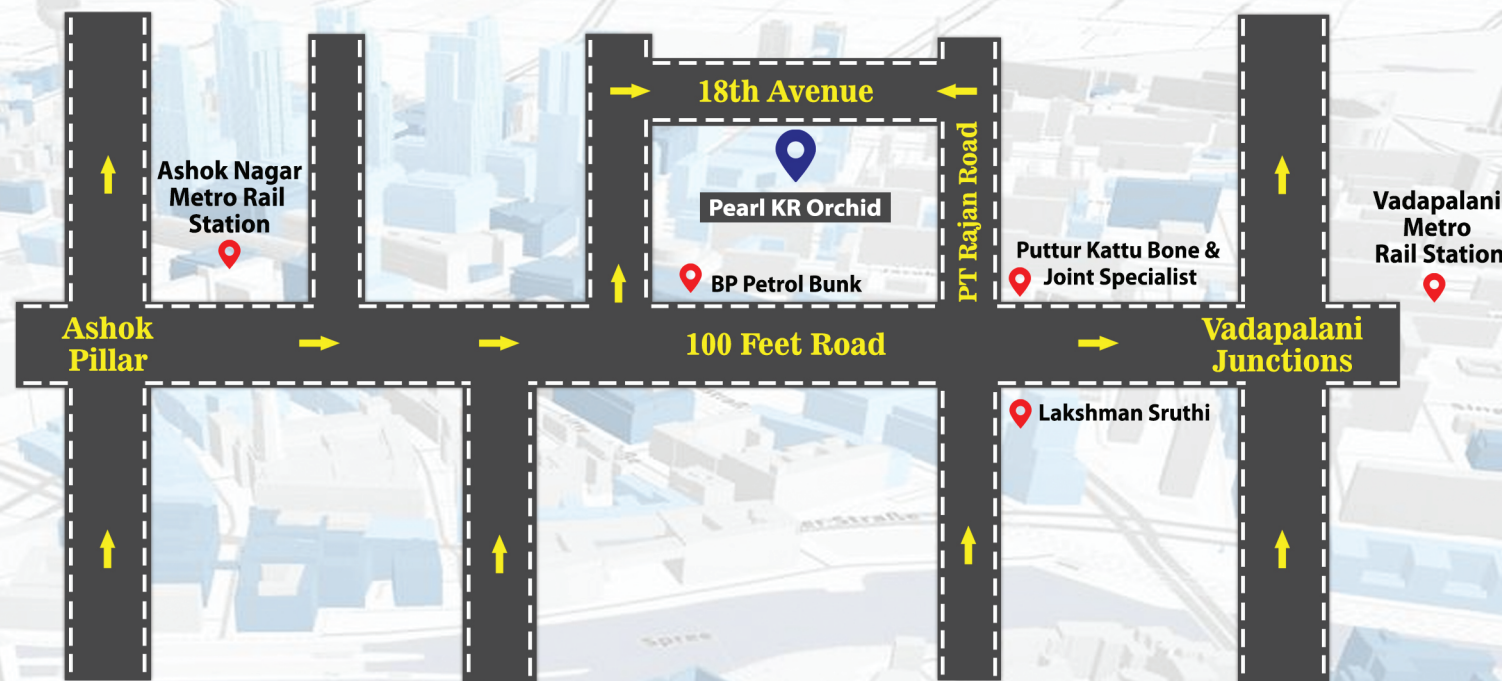 18th Avenue
Ashok Nagar
Metro Rail
Station
Pearl KR Orchid
PT Rajan Road
Vadapalani
Metro
Rail Station
Puttur Kattu Bone &
Joint Specialist
BP Petrol Bunk
Ashok
Pillar
100 Feet Road
Vadapalani
Junctions
Lakshman Sruthi
Spree